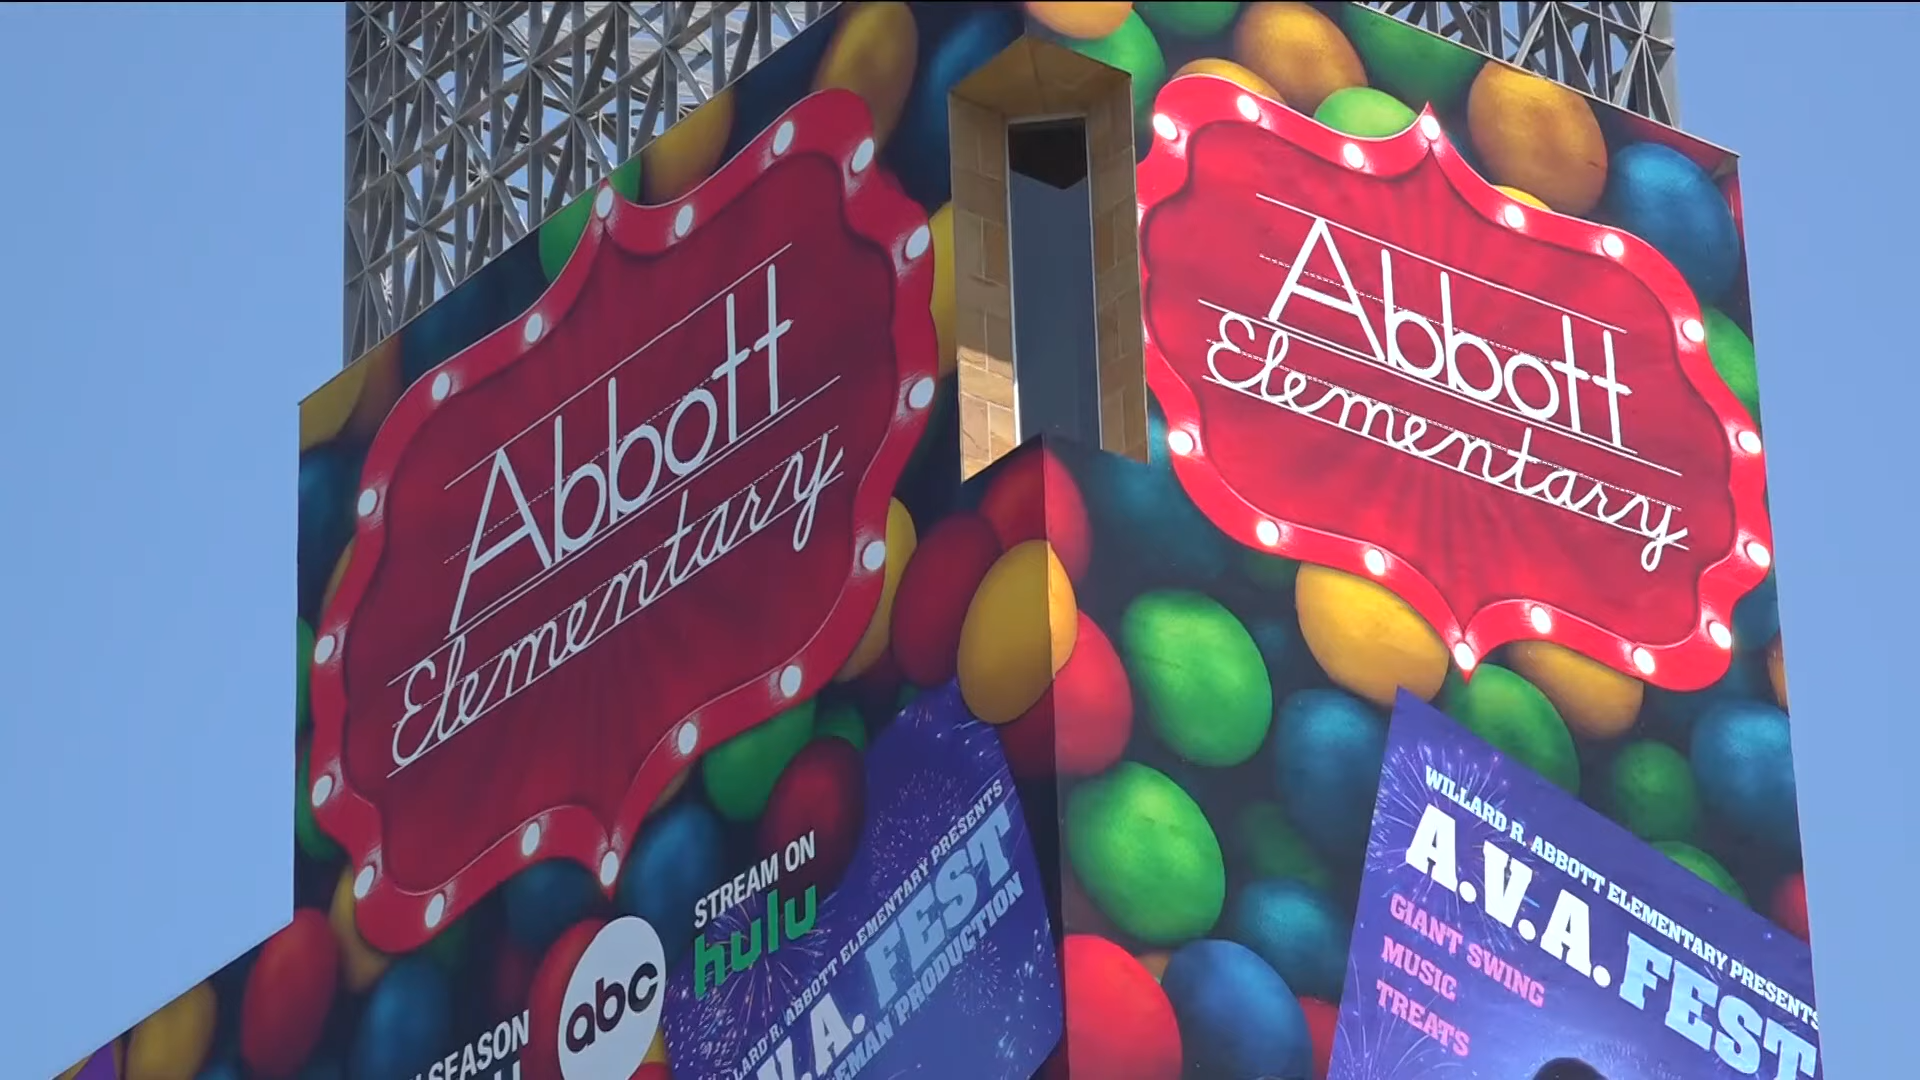 Abbott
Elementary
STREAM ON
hulu
abc
SEASON
ABBOTT ELEMENTARY PRESENTS
A. FEST
PRODUCTION
Abbott
Elementary
WILLARD R. ABBOTT ELEMENTARY PRESENTS
A.V.A. FEST
GIANT SWING
MUSIC
TREATS